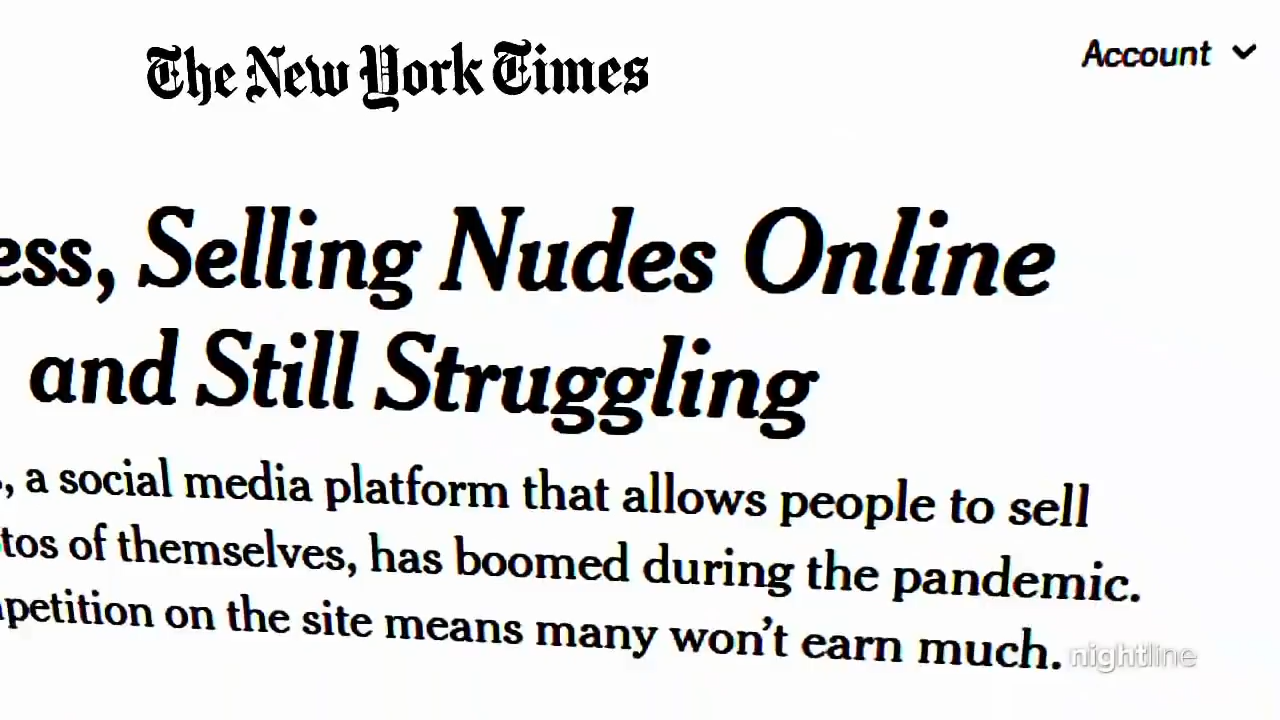 The New York Times
Account
ess, Selling Nudes Online
and Still Struggling
s, a social media platform that allows people to sell
tos of themselves, has boomed during the pandemic.
petition on the site means many won't earn much.
nightline